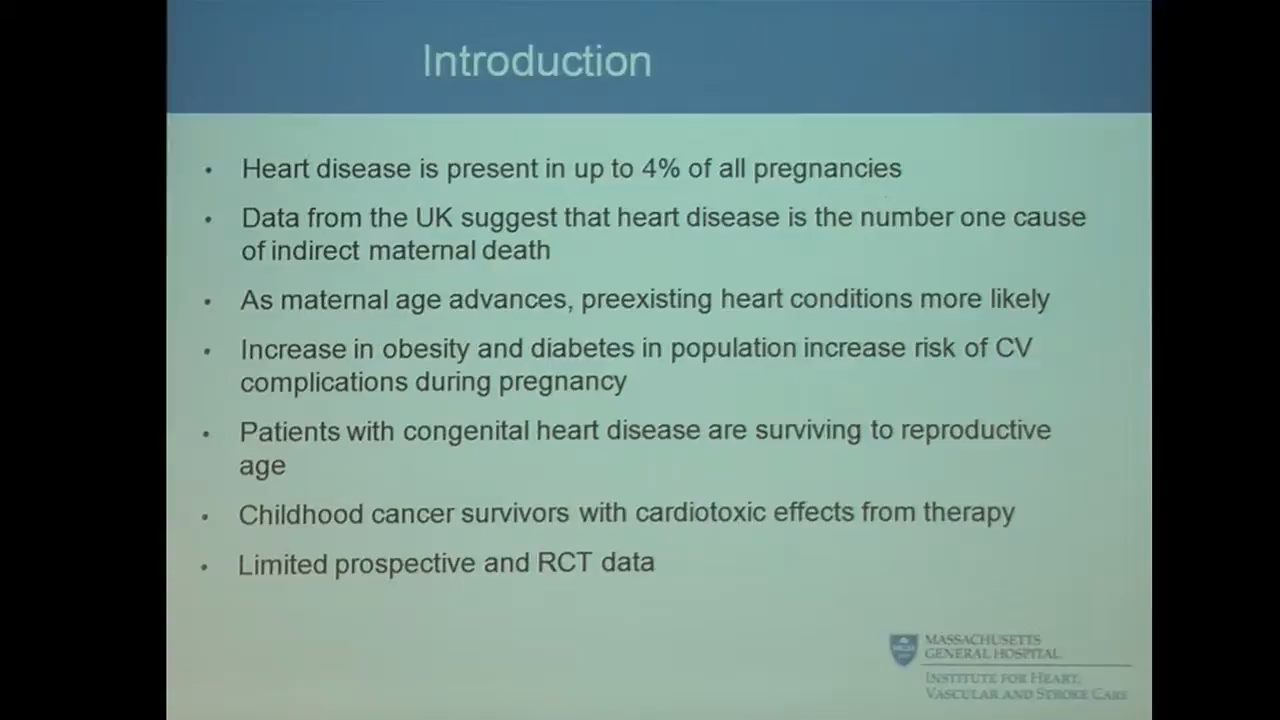 Introduction
• Heart disease is present in up to 4% of all pregnancies
• Data from the UK suggest that heart disease is the number one cause
of indirect maternal death
• As maternal age advances, preexisting heart conditions more likely
• Increase in obesity and diabetes in population increase risk of CV
complications during pregnancy
• Patients with congenital heart disease are surviving to reproductive
age
• Childhood cancer survivors with cardiotoxic effects from therapy
• Limited prospective and RCT data
MASSACHUSETTS
GENERAL HOSPITAL
INSTITUTE FOR HEART,
VASCULAR AND STROKE CARE